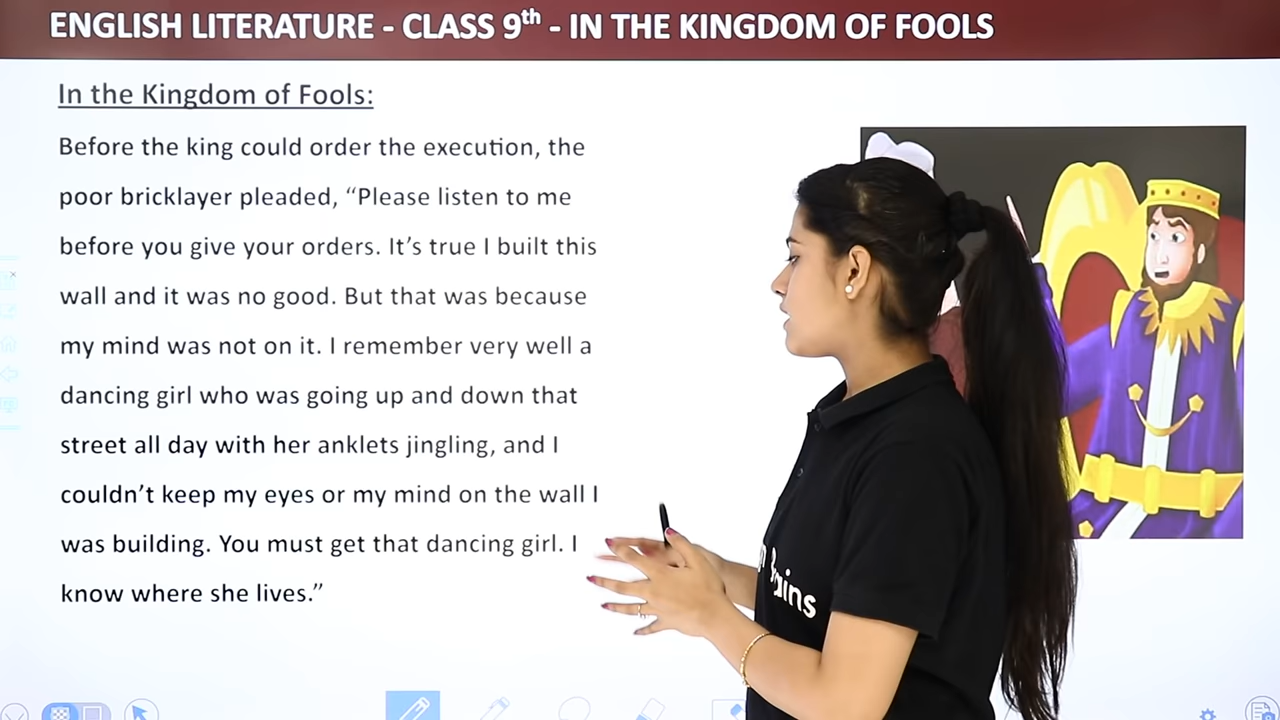 ENGLISH LITERATURE - CLASS 9th - IN THE KINGDOM OF FOOLS
In the Kingdom of Fools:
Before the king could order the execution, the
poor bricklayer pleaded, “Please listen to me
before you give your orders. It’s true I built this
wall and it was no good. But that was because
my mind was not on it. I remember very well a
dancing girl who was going up and down that
street all day with her anklets jingling, and I
couldn’t keep my eyes or my mind on the wall I
was building. You must get that dancing girl. I
know where she lives.”